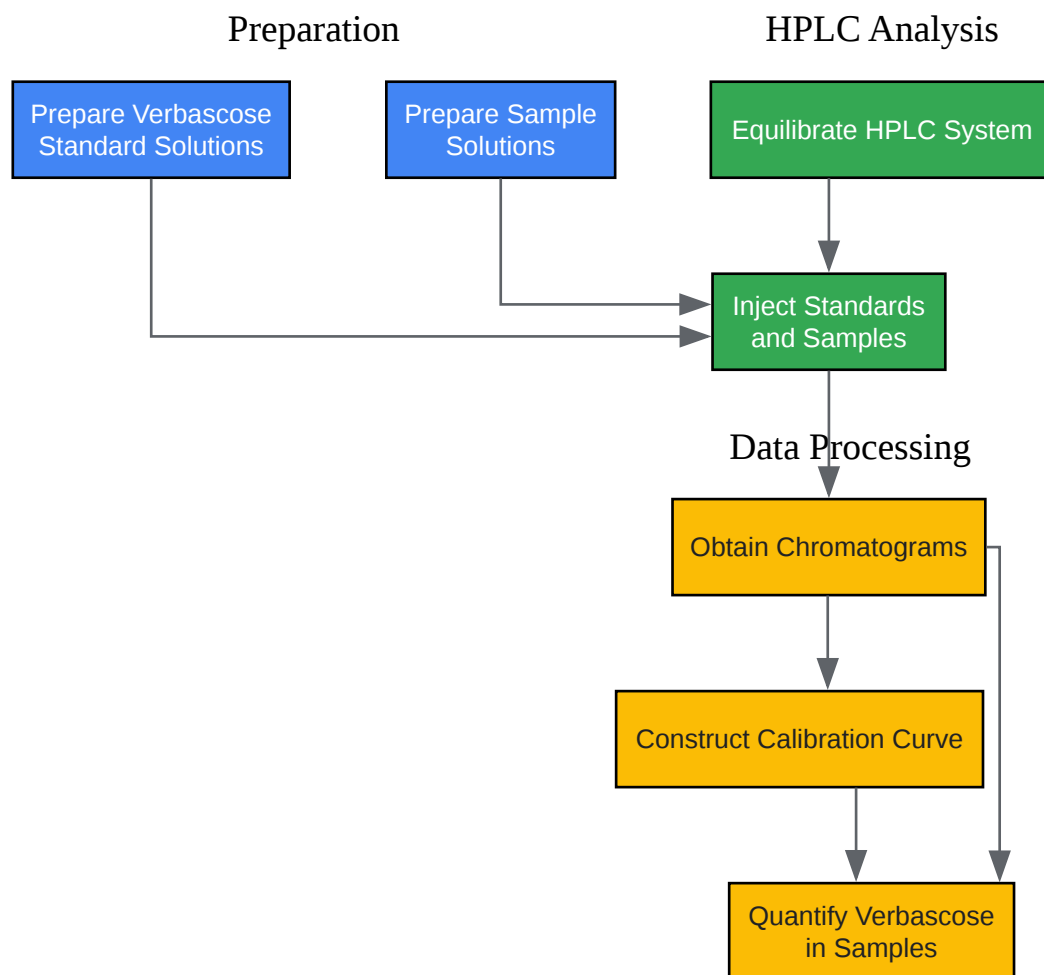 Preparation
HPLC Analysis
Prepare Verbascose
Standard Solutions
Prepare Sample
Solutions
Equilibrate HPLC System
Inject Standards
and Samples
Data Processing
Obtain Chromatograms
Construct Calibration Curve
Quantify Verbascose
in Samples